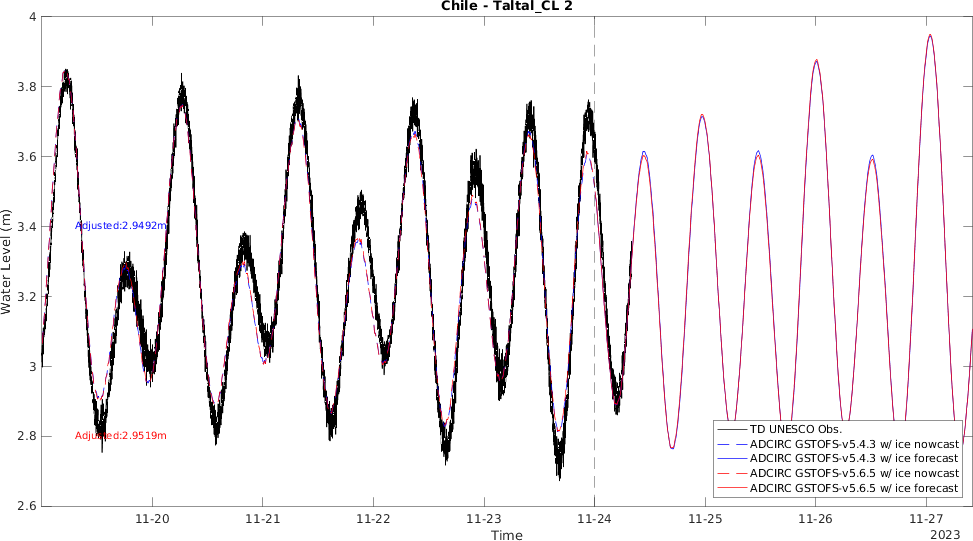 Chile - Taltal_CL 2
Water Level (m)
4
3.8
3.6
3.4
3.2
3
2.8
2.6
Adjusted:2.9492m
Adjusted:2.9519m
TD UNESCO Obs.
ADCIRC GSTOFS-v5.4.3 w/ ice nowcast
ADCIRC GSTOFS-v5.4.3 w/ ice forecast
ADCIRC GSTOFS-v5.6.5 w/ ice nowcast
ADCIRC GSTOFS-v5.6.5 w/ ice forecast
11-20 11-21 11-22 11-23 11-24 11-25 11-26 11-27
Time
2023